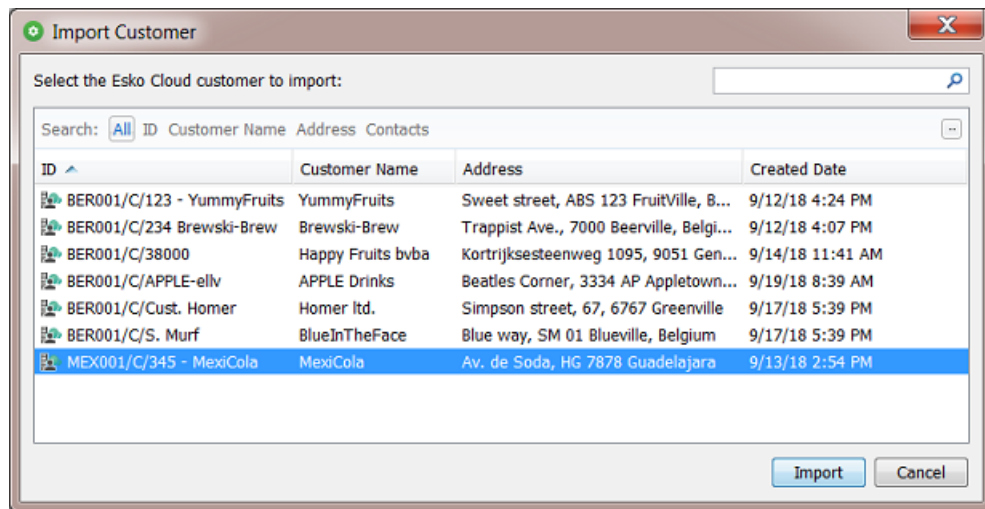 Import Customer
Select the Esko Cloud customer to import:
Search: All ID Customer Name Address Contacts
ID Customer Name Address Created Date
BER001/C/123 - YummyFruits YummyFruits Sweet street, ABS 123 FruitVille, B... 9/12/18 4:24 PM
BER001/C/234 Brewski-Brew Brewski-Brew Trappist Ave., 7000 Beerville, Belgi... 9/12/18 4:07 PM
BER001/C/38000 Happy Fruits bvba Kortrijksesteenweg 1095, 9051 Gen... 9/14/18 11:41 AM
BER001/C/APPLE-ellv APPLE Drinks Beatles Corner, 3334 AP Appletown... 9/19/18 8:39 AM
BER001/C/Cust. Homer Homer ltd. Simpson street, 67, 6767 Greenville 9/17/18 5:39 PM
BER001/C/S. Murf BlueInTheFace Blue way, SM 01 Blueville, Belgium 9/17/18 5:39 PM
MEX001/C/345 - MexiCola MexiCola Av. de Soda, HG 7878 Guadelajara 9/13/18 2:54 PM
Import Cancel